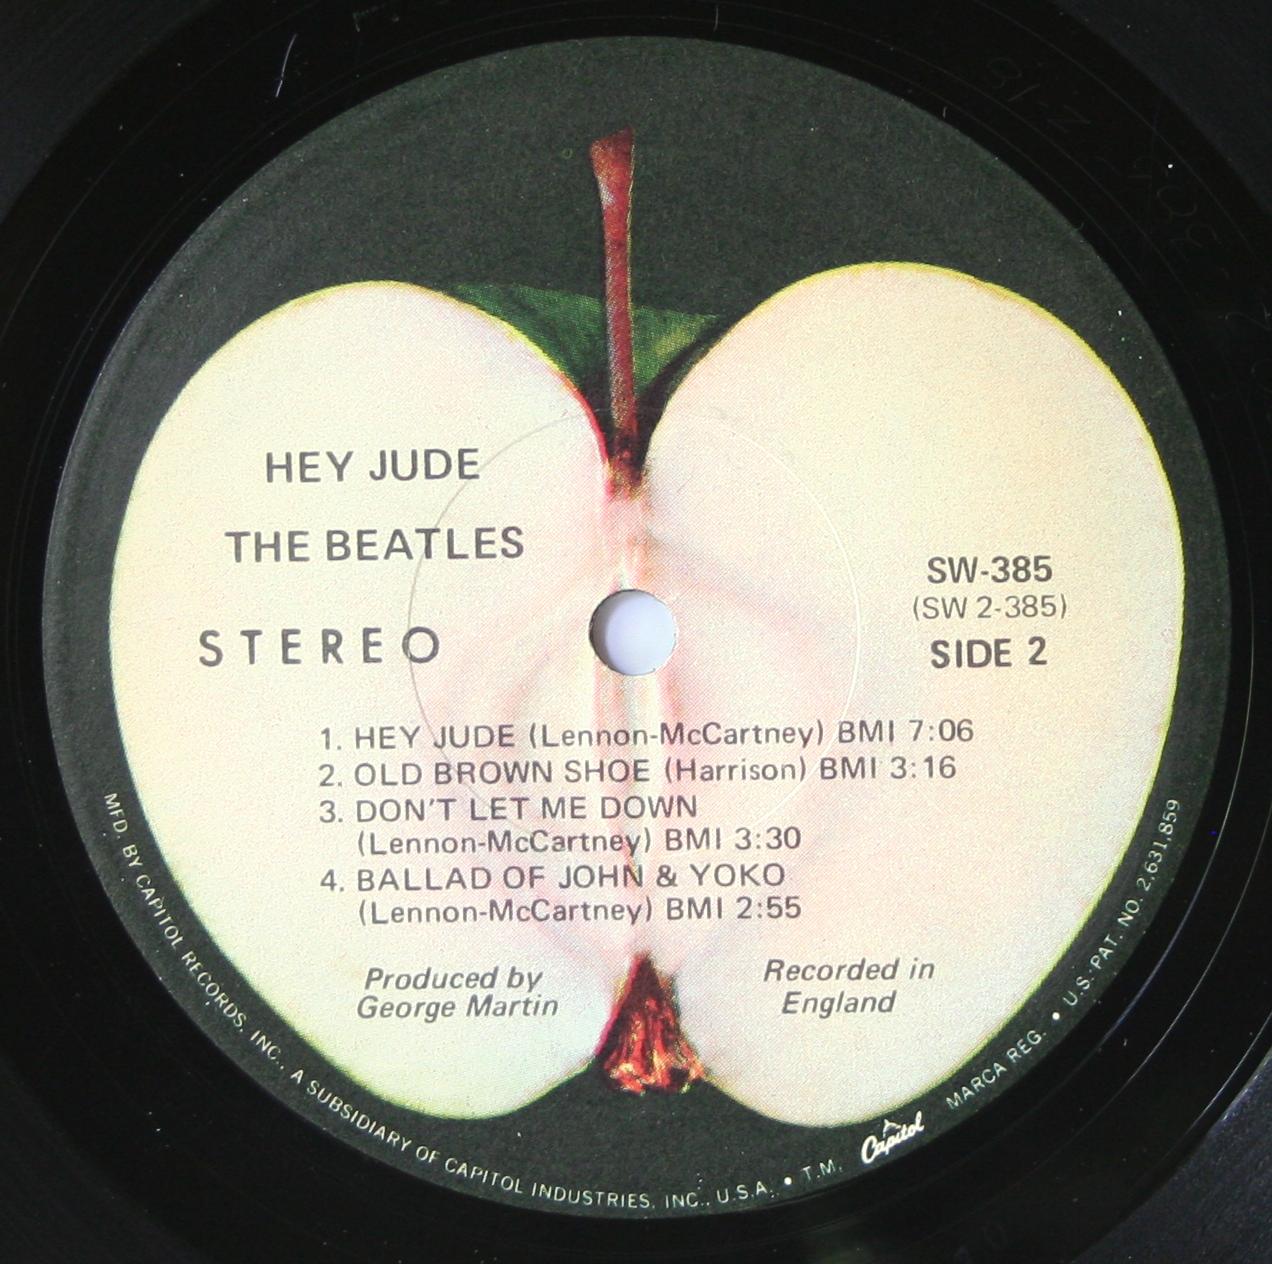 HEY JUDE
THE BEATLES
STEREO
SW-385
(SW 2-385)
SIDE 2
1. HEY JUDE (Lennon-McCartney) BMI 7:06
2. OLD BROWN SHOE (Harrison) BMI 3:16
3. DON'T LET ME DOWN
(Lennon-McCartney) BMI 3:30
4. BALLAD OF JOHN & YOKO
(Lennon-McCartney) BMI 2:55
Produced by
George Martin
Recorded in
England
MFD. BY CAPITOL RECORDS, INC., A SUBSIDIARY OF CAPITOL INDUSTRIES, INC., U.S.A. • T.M. Capitol MARCA REG. • U.S. PAT. NO. 2,631,859